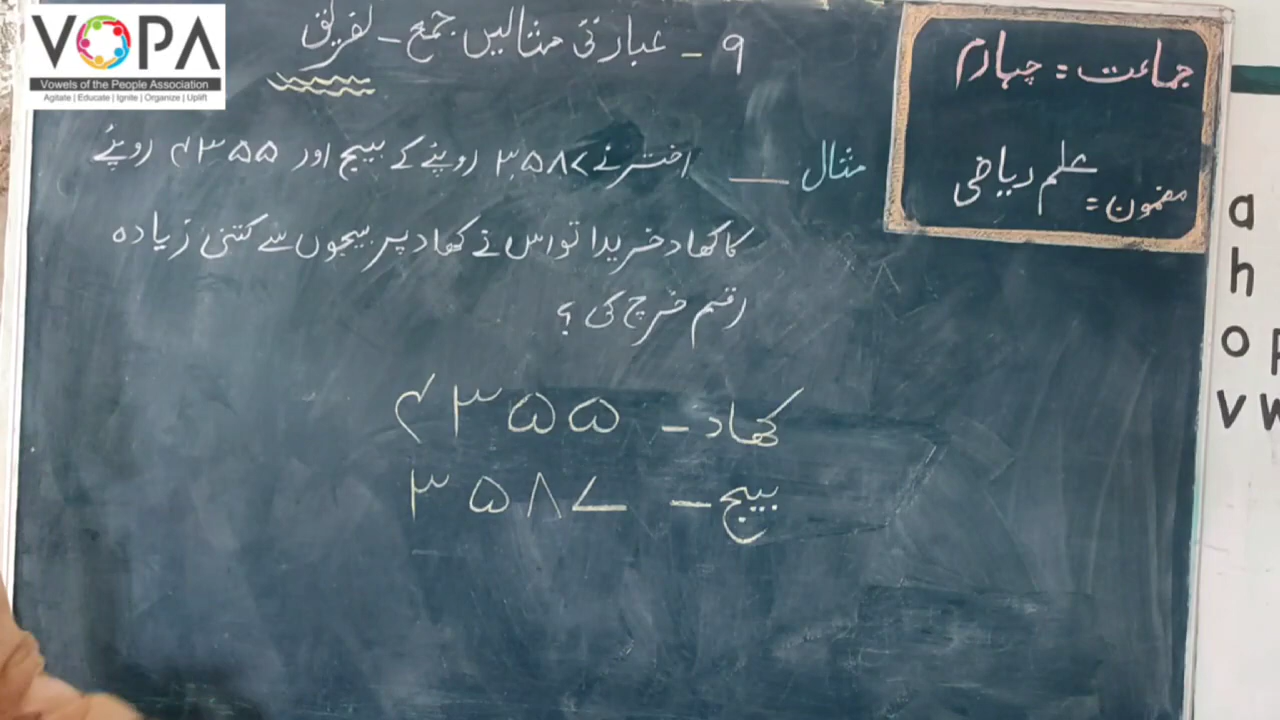 VOPA
Vowels of the People Association
Agitate | Educate | Ignite | Organize | Uplift
۹ - عبارتی مثالیں جمع - تفریق
جماعت = چہارم
مضمون = علم ریاضی
مثال _ اختر نے ۳۵۸۷ روپئے کے بیج اور ۴۳۵۵ روپئے
کا کھاد خریدا تو اس نے کھاد پر بیجوں سے کتنی زیادہ
رقم خرچ کی ؟
کھاد - ۴۳۵۵
بیج - ۳۵۸۷
a
h
o p
v w